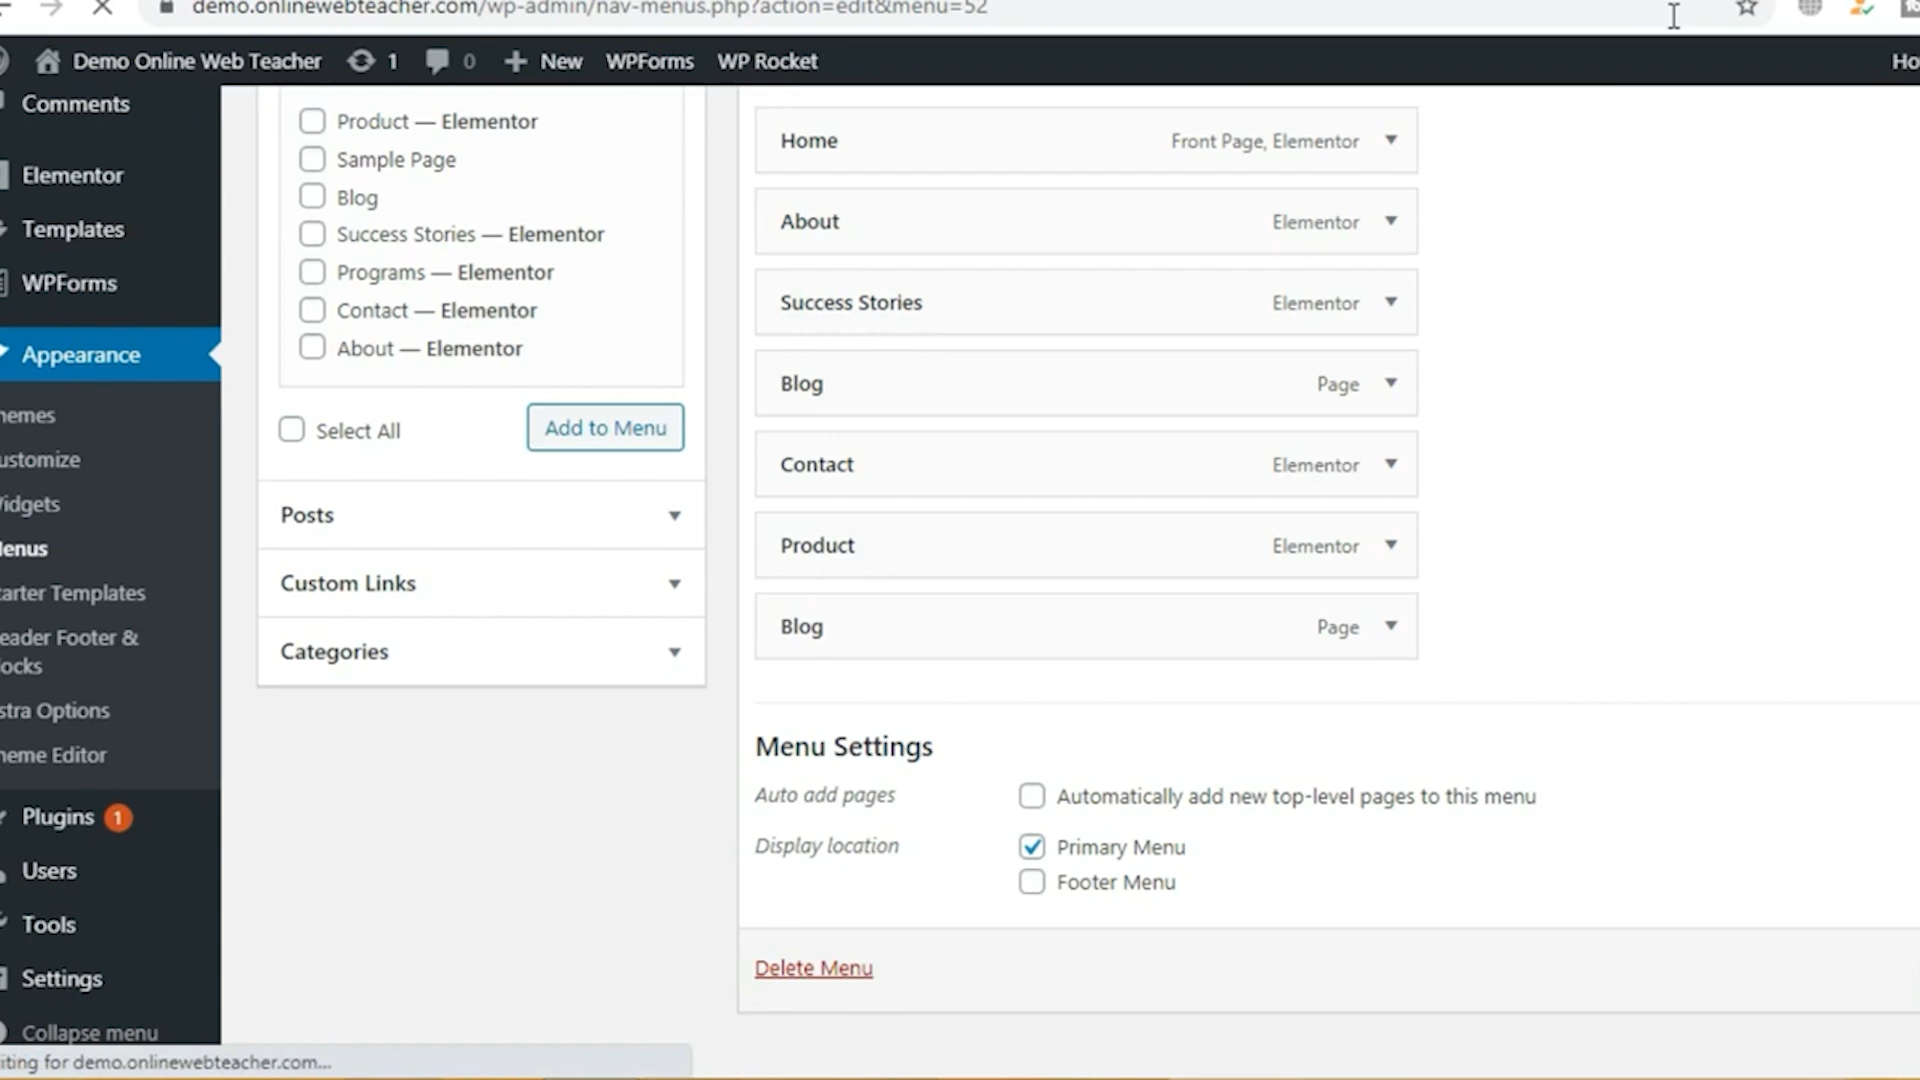 demo.onlinewebteacher.com/wp-admin/nav-menus.php?action=edit&menu=52
Demo Online Web Teacher 1 0 + New WPForms WP Rocket Ho
Comments
Elementor
Templates
WPForms
Appearance
hemes
ustomize
Vidgets
lenus
tarter Templates
eader Footer &
locks
stra Options
heme Editor
Plugins 1
Users
Tools
Settings
Collapse menu
iting for demo.onlinewebteacher.com...
Product — Elementor
Sample Page
Blog
Success Stories — Elementor
Programs — Elementor
Contact — Elementor
About — Elementor
Select All Add to Menu
Posts
Custom Links
Categories
Home Front Page, Elementor
About Elementor
Success Stories Elementor
Blog Page
Contact Elementor
Product Elementor
Blog Page
Menu Settings
Auto add pages Automatically add new top-level pages to this menu
Display location Primary Menu
Footer Menu
Delete Menu